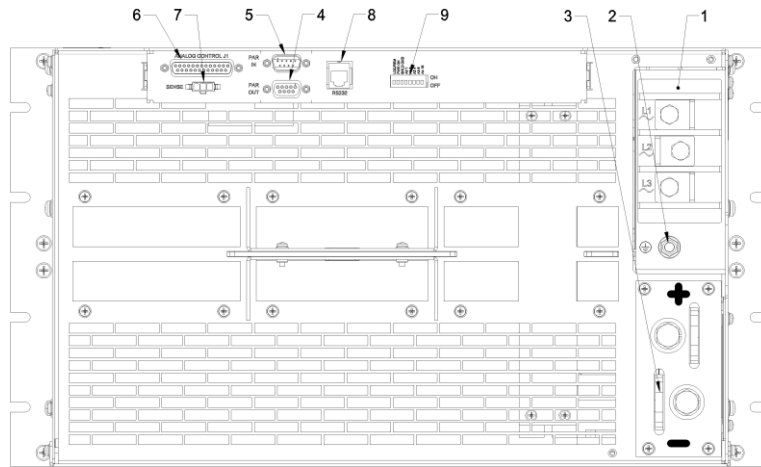 6 7 5 4 8 9 3 2 1
ANALOG CONTROL J1
PAR
IN
SENSE
PAR
OUT
RS232
ON
OFF
L1
L2
L3